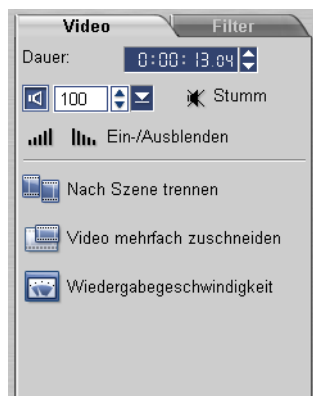 Video Filter
Dauer: 0:00:13.04
100 Stumm
Ein-/Ausblenden
Nach Szene trennen
Video mehrfach zuschneiden
Wiedergabegeschwindigkeit